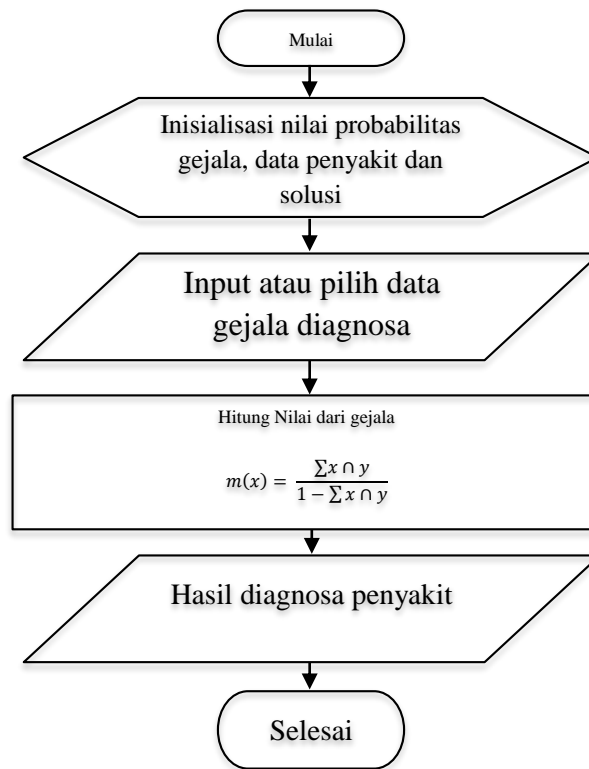 Mulai
Inisialisasi nilai probabilitas
gejala, data penyakit dan
solusi
Input atau pilih data
gejala diagnosa
Hitung Nilai dari gejala
m(x) = ∑x ∩ y / 1 − ∑ x ∩ y
Hasil diagnosa penyakit
Selesai